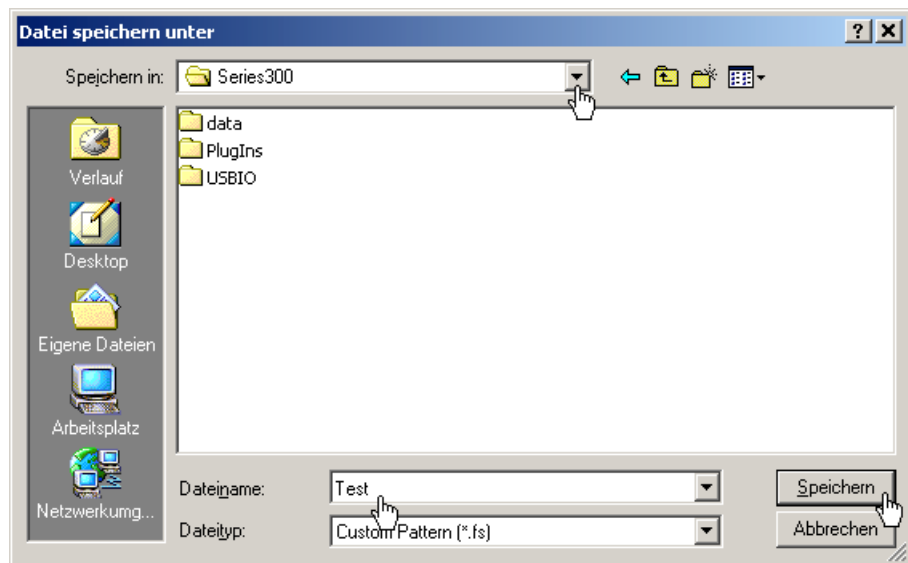 Datei speichern unter
Speichern in:
Series300
data
PlugIns
USBIO
Verlauf
Desktop
Eigene Dateien
Arbeitsplatz
Netzwerkumg...
Dateiname:
Test
Speichern
Dateityp:
Custom Pattern (*.fs)
Abbrechen